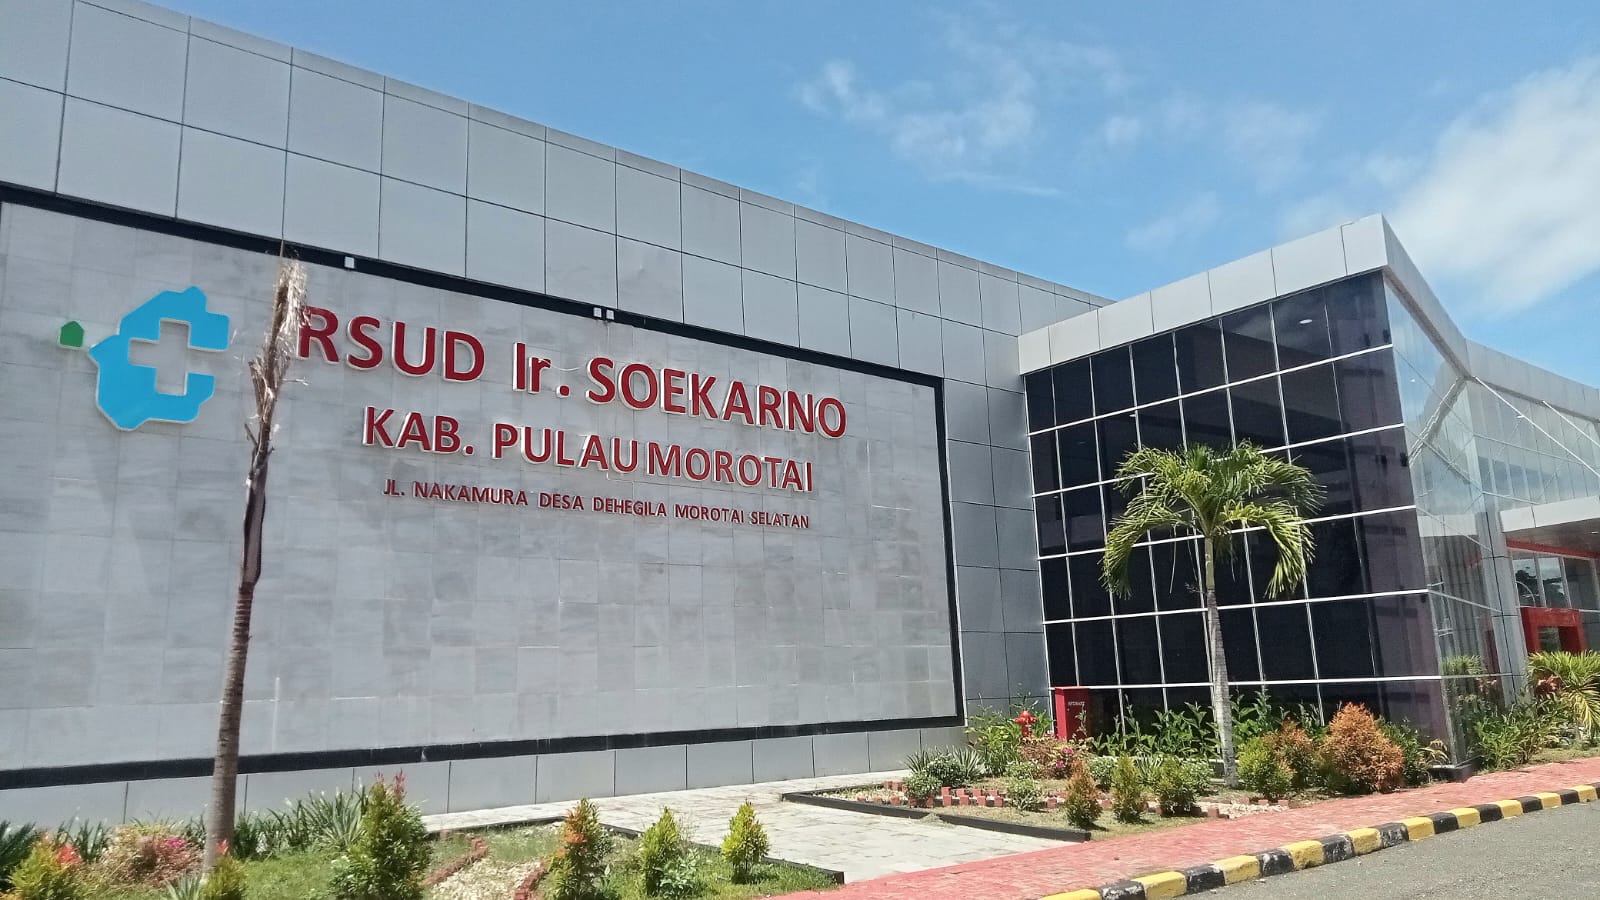 RSUD Ir. SOEKARNO
KAB. PULAU MOROTAI
JL. NAKAMURA DESA DEHEGILA MOROTAI SELATAN